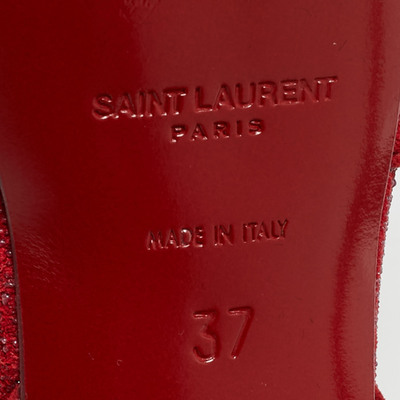 SAINT LAURENT
PARIS
MADE IN ITALY
37